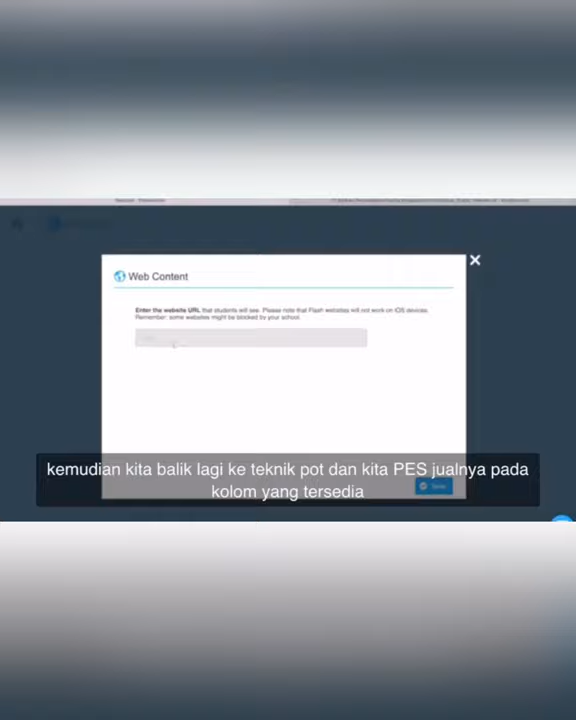 Web Content
Enter the website URL that students will see. Please note that Flash websites will not work on iOS devices.
Remember: some websites might be blocked by your school.
kemudian kita balik lagi ke teknik pot dan kita PES jualnya pada
kolom yang tersedia